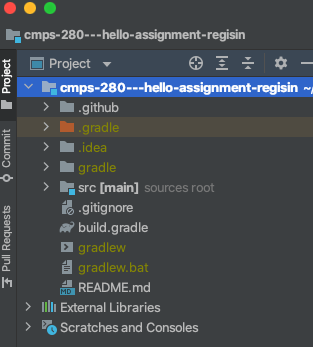 cmps-280---hello-assignment-regisin
Project
Project
cmps-280---hello-assignment-regisin ~/
.github
.gradle
.idea
gradle
src [main] sources root
.gitignore
build.gradle
gradlew
gradlew.bat
MD README.md
External Libraries
Scratches and Consoles
Commit
Pull Requests